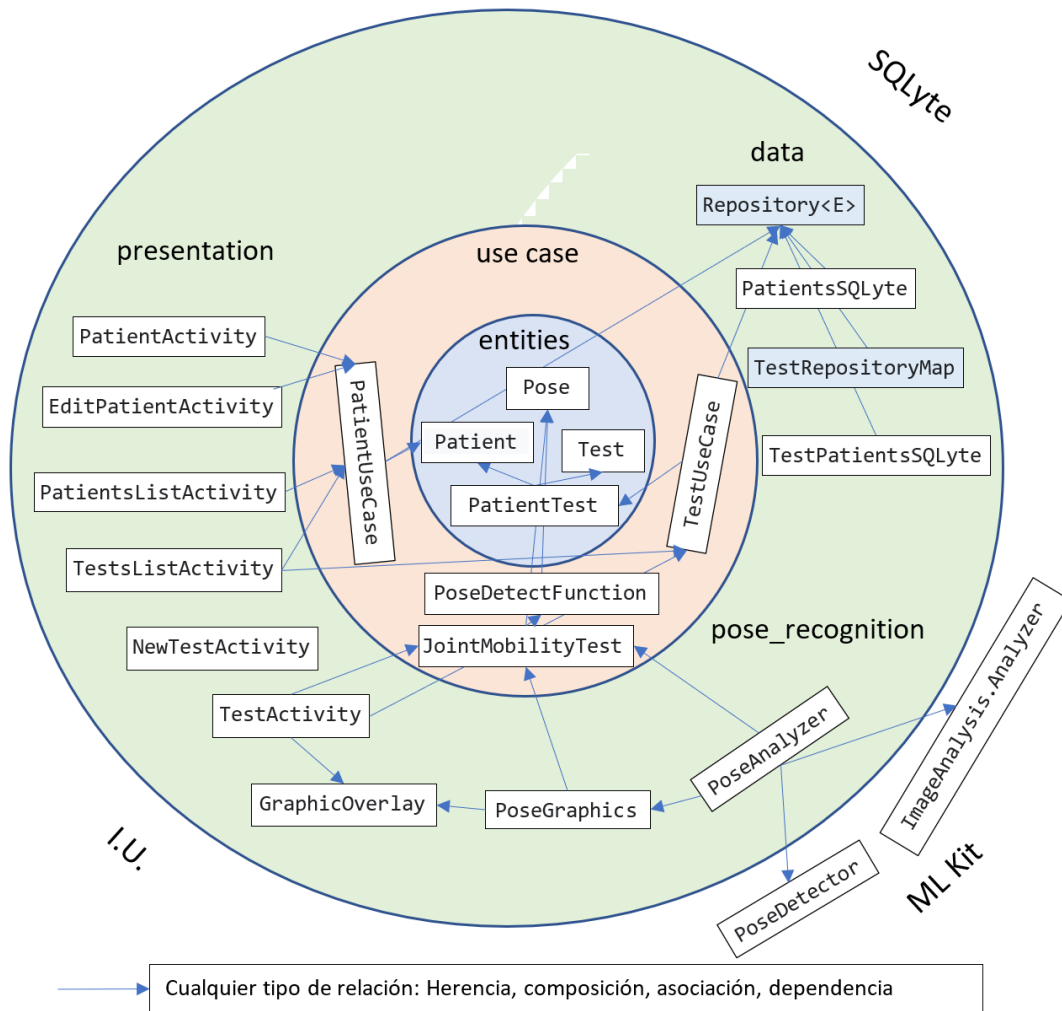 SQLyte
data
Repository<E>
presentation
use case
PatientsSQLyte
PatientActivity
entities
TestRepositoryMap
Pose
EditPatientActivity
PatientUseCase
Patient
Test
TestUseCase
TestPatientsSQLyte
PatientsListActivity
PatientTest
TestsListActivity
PoseDetectFunction
NewTestActivity
JointMobilityTest
pose_recognition
TestActivity
PoseAnalyzer
ImageAnalysis.Analyzer
GraphicOverlay
PoseGraphics
I.U.
ML Kit
PoseDetector
Cualquier tipo de relación: Herencia, composición, asociación, dependencia